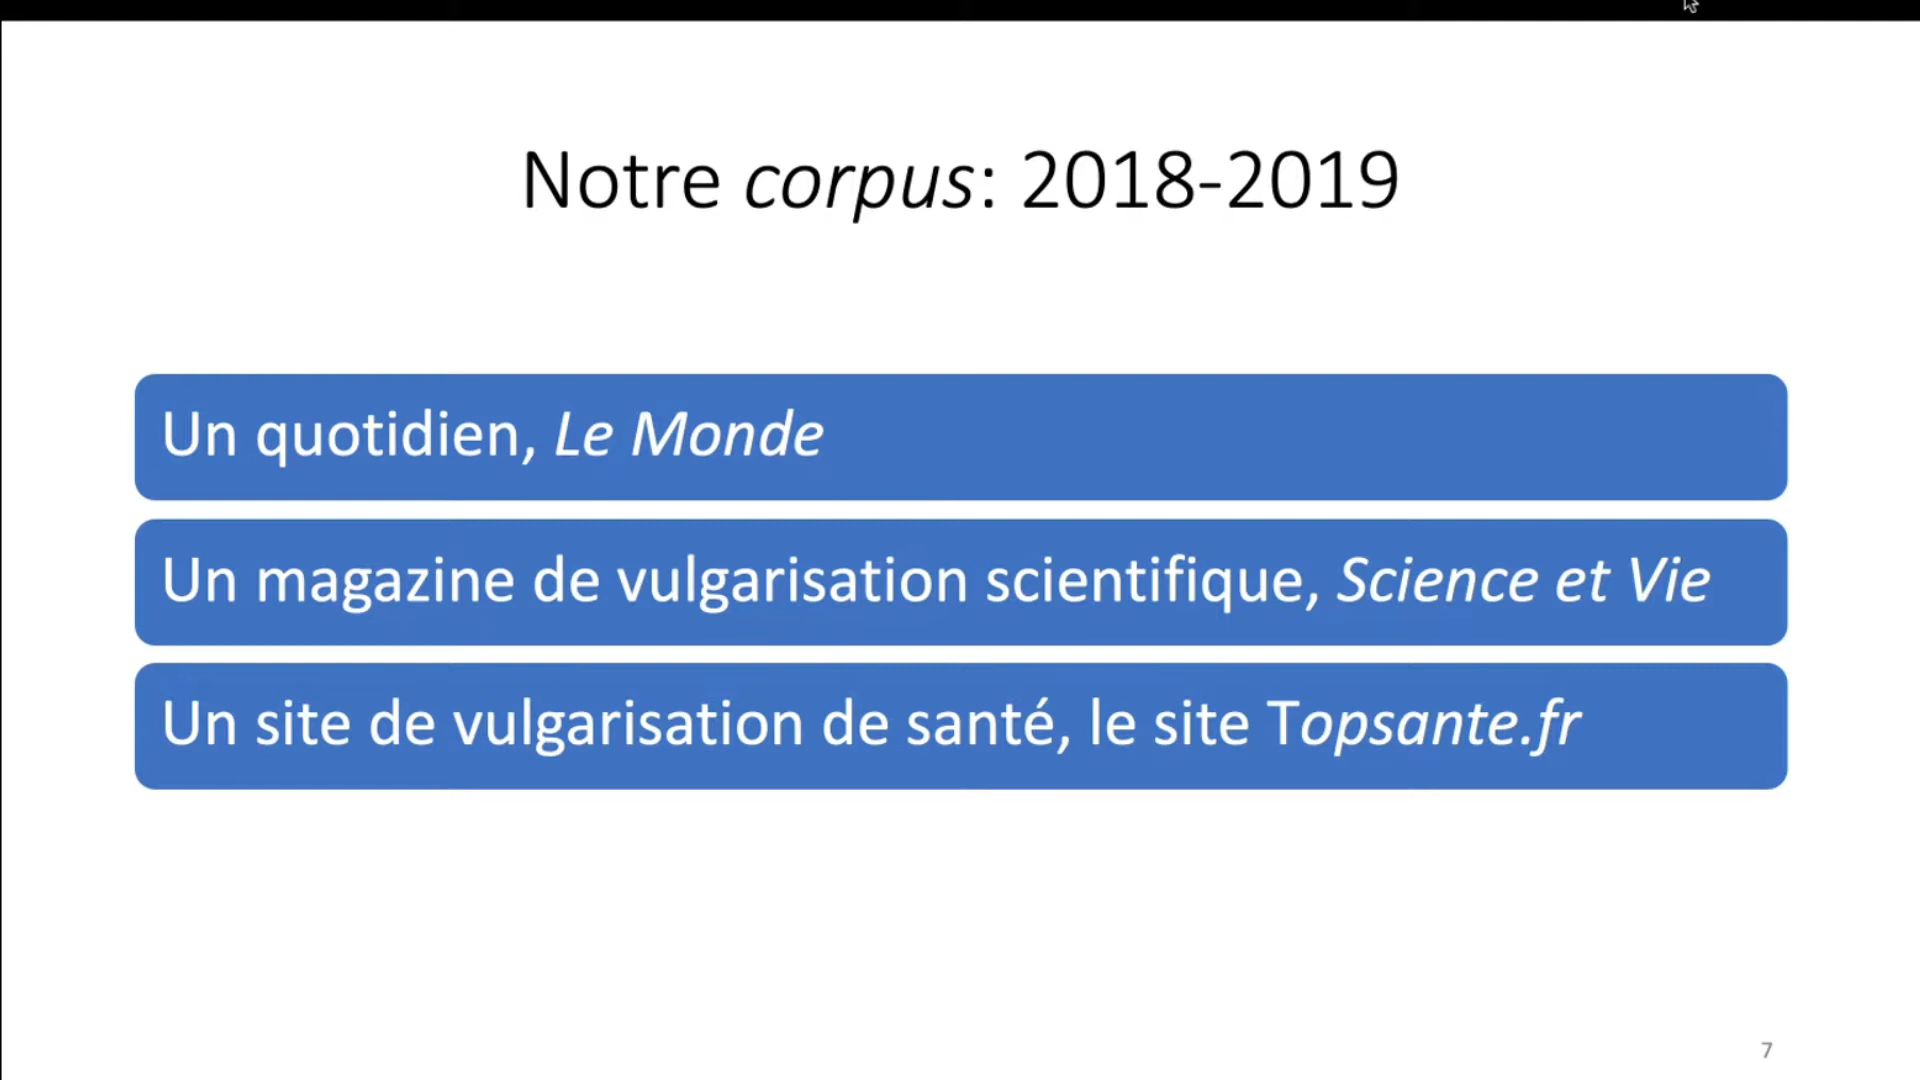 Notre corpus: 2018-2019
Un quotidien, Le Monde
Un magazine de vulgarisation scientifique, Science et Vie
Un site de vulgarisation de santé, le site Topsante.fr
7